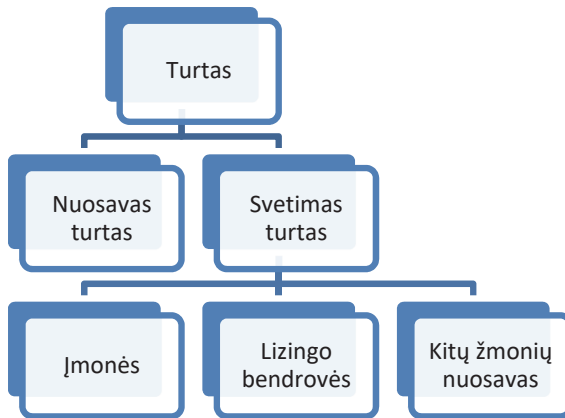 Turtas
Nuosavas
turtas
Svetimas
turtas
Įmonės
Lizingo
bendrovės
Kitų žmonių
nuosavas